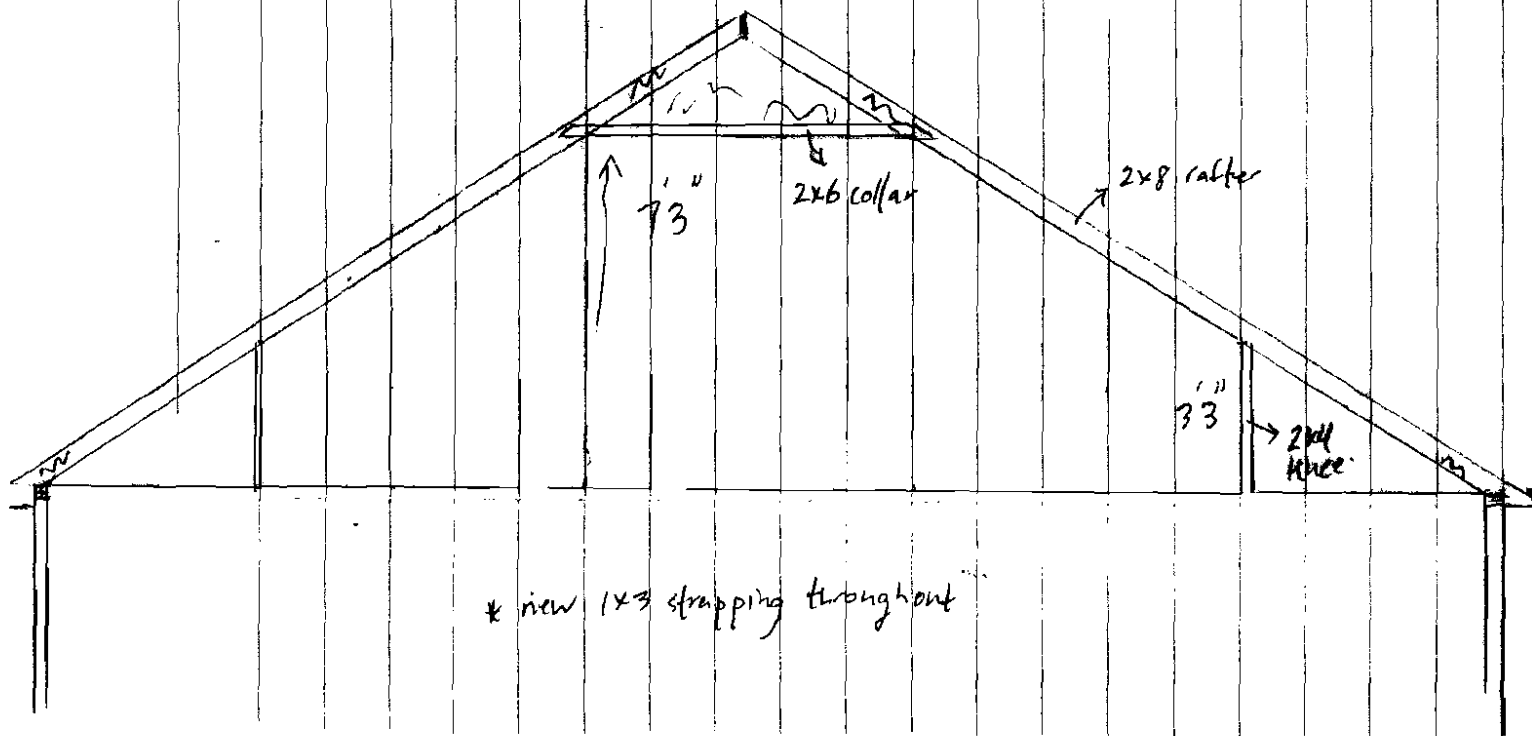 2x8 rafter
2x6 collar
7'3"
3'3"
2x4
knee
* new 1x3 strapping throughout